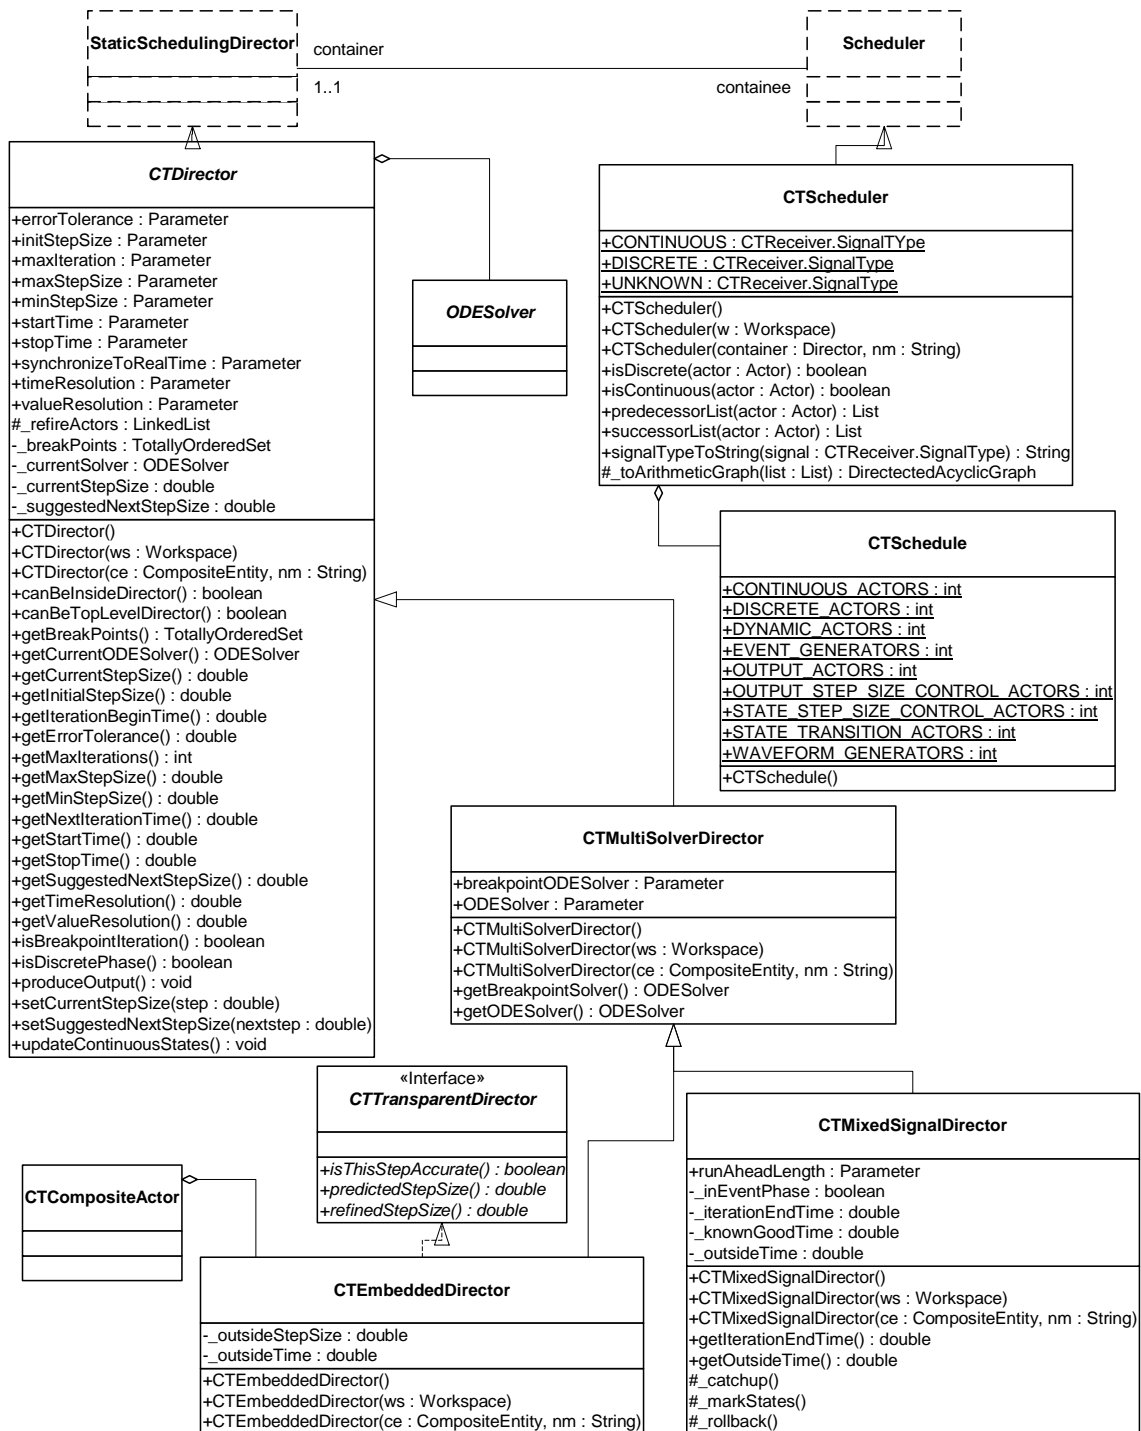 StaticSchedulingDirector
container
1..1
containee
Scheduler
CTDirector
+errorTolerance : Parameter
+initStepSize : Parameter
+maxIteration : Parameter
+maxStepSize : Parameter
+minStepSize : Parameter
+startTime : Parameter
+stopTime : Parameter
+synchronizeToRealTime : Parameter
+timeResolution : Parameter
+valueResolution : Parameter
#_refireActors : LinkedList
-_breakPoints : TotallyOrderedSet
-_currentSolver : ODESolver
-_currentStepSize : double
-_suggestedNextStepSize : double
+CTDirector()
+CTDirector(ws : Workspace)
+CTDirector(ce : CompositeEntity, nm : String)
+canBeInsideDirector() : boolean
+canBeTopLevelDirector() : boolean
+getBreakPoints() : TotallyOrderedSet
+getCurrentODESolver() : ODESolver
+getCurrentStepSize() : double
+getInitialStepSize() : double
+getIterationBeginTime() : double
+getErrorTolerance() : double
+getMaxIterations() : int
+getMaxStepSize() : double
+getMinStepSize() : double
+getNextIterationTime() : double
+getStartTime() : double
+getStopTime() : double
+getSuggestedNextStepSize() : double
+getTimeResolution() : double
+getValueResolution() : double
+isBreakpointIteration() : boolean
+isDiscretePhase() : boolean
+produceOutput() : void
+setCurrentStepSize(step : double)
+setSuggestedNextStepSize(nextstep : double)
+updateContinuousStates() : void
ODESolver
CTScheduler
+CONTINUOUS : CTReceiver.SignalTYpe
+DISCRETE : CTReceiver.SignalType
+UNKNOWN : CTReceiver.SignalType
+CTScheduler()
+CTScheduler(w : Workspace)
+CTScheduler(container : Director, nm : String)
+isDiscrete(actor : Actor) : boolean
+isContinuous(actor : Actor) : boolean
+predecessorList(actor : Actor) : List
+successorList(actor : Actor) : List
+signalTypeToString(signal : CTReceiver.SignalType) : String
#_toArithmeticGraph(list : List) : DirectectedAcyclicGraph
CTSchedule
+CONTINUOUS_ACTORS : int
+DISCRETE_ACTORS : int
+DYNAMIC_ACTORS : int
+EVENT_GENERATORS : int
+OUTPUT_ACTORS : int
+OUTPUT_STEP_SIZE_CONTROL_ACTORS : int
+STATE_STEP_SIZE_CONTROL_ACTORS : int
+STATE_TRANSITION_ACTORS : int
+WAVEFORM_GENERATORS : int
+CTSchedule()
CTMultiSolverDirector
+breakpointODESolver : Parameter
+ODESolver : Parameter
+CTMultiSolverDirector()
+CTMultiSolverDirector(ws : Workspace)
+CTMultiSolverDirector(ce : CompositeEntity, nm : String)
+getBreakpointSolver() : ODESolver
+getODESolver() : ODESolver
«Interface»
CTTransparentDirector
+isThisStepAccurate() : boolean
+predictedStepSize() : double
+refinedStepSize() : double
CTCompositeActor
CTEmbeddedDirector
-_outsideStepSize : double
-_outsideTime : double
+CTEmbeddedDirector()
+CTEmbeddedDirector(ws : Workspace)
+CTEmbeddedDirector(ce : CompositeEntity, nm : String)
CTMixedSignalDirector
+runAheadLength : Parameter
-_inEventPhase : boolean
-_iterationEndTime : double
-_knownGoodTime : double
-_outsideTime : double
+CTMixedSignalDirector()
+CTMixedSignalDirector(ws : Workspace)
+CTMixedSignalDirector(ce : CompositeEntity, nm : String)
+getIterationEndTime() : double
+getOutsideTime() : double
#_catchup()
#_markStates()
#_rollback()